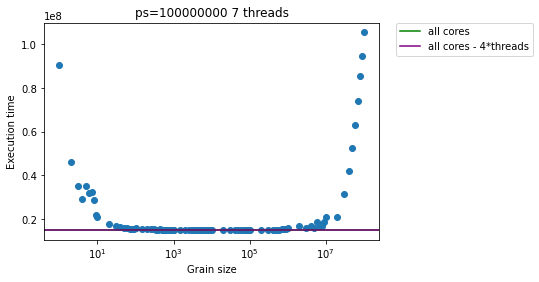 ps=100000000 7 threads
1e8
1.0
0.8
0.6
0.4
0.2
Execution time
10^1
10^3
10^5
10^7
Grain size
all cores
all cores - 4*threads